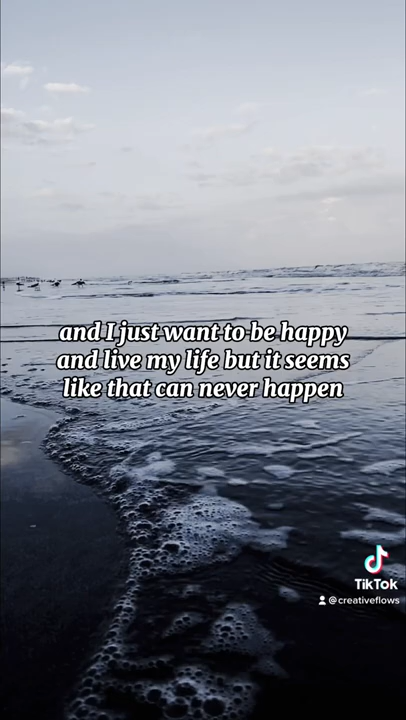 and I just want to be happy
and live my life but it seems
like that can never happen
TikTok
@creativeflows